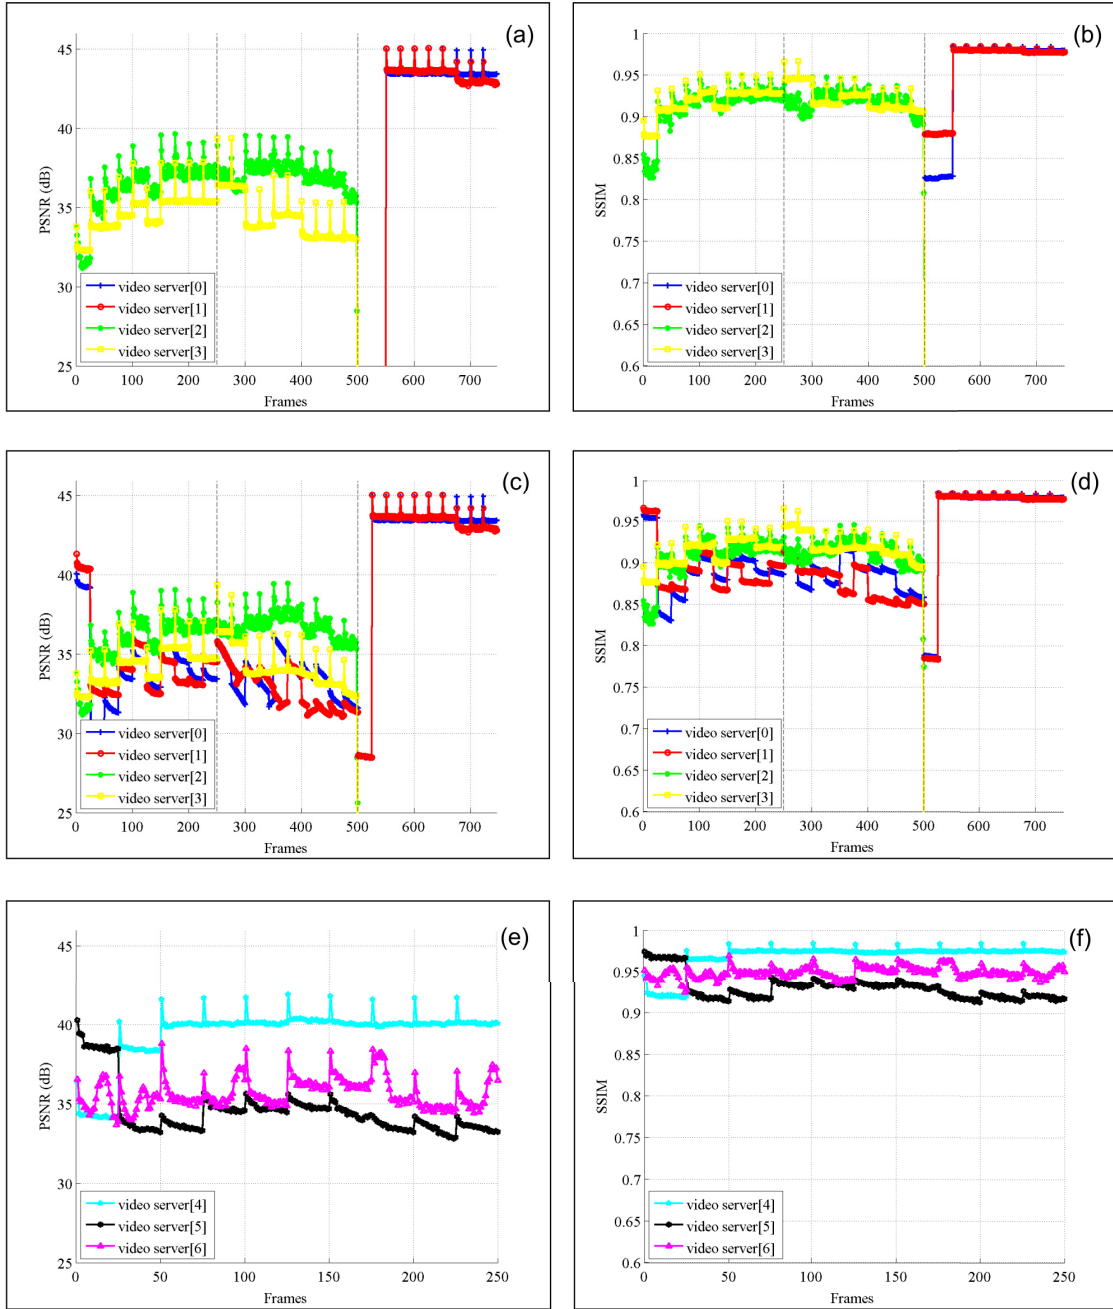 (a)
45
40
35
30
25
PSNR (dB)
video server[0]
video server[1]
video server[2]
video server[3]
0 100 200 300 400 500 600 700
Frames
(b)
1
0.95
0.9
0.85
0.8
0.75
0.7
0.65
0.6
SSIM
video server[0]
video server[1]
video server[2]
video server[3]
0 100 200 300 400 500 600 700
Frames
(c)
45
40
35
30
25
PSNR (dB)
video server[0]
video server[1]
video server[2]
video server[3]
0 100 200 300 400 500 600 700
Frames
(d)
1
0.95
0.9
0.85
0.8
0.75
0.7
0.65
0.6
SSIM
video server[0]
video server[1]
video server[2]
video server[3]
0 100 200 300 400 500 600 700
Frames
(e)
45
40
35
30
25
PSNR (dB)
video server[4]
video server[5]
video server[6]
0 50 100 150 200 250
Frames
(f)
1
0.95
0.9
0.85
0.8
0.75
0.7
0.65
0.6
SSIM
video server[4]
video server[5]
video server[6]
0 50 100 150 200 250
Frames